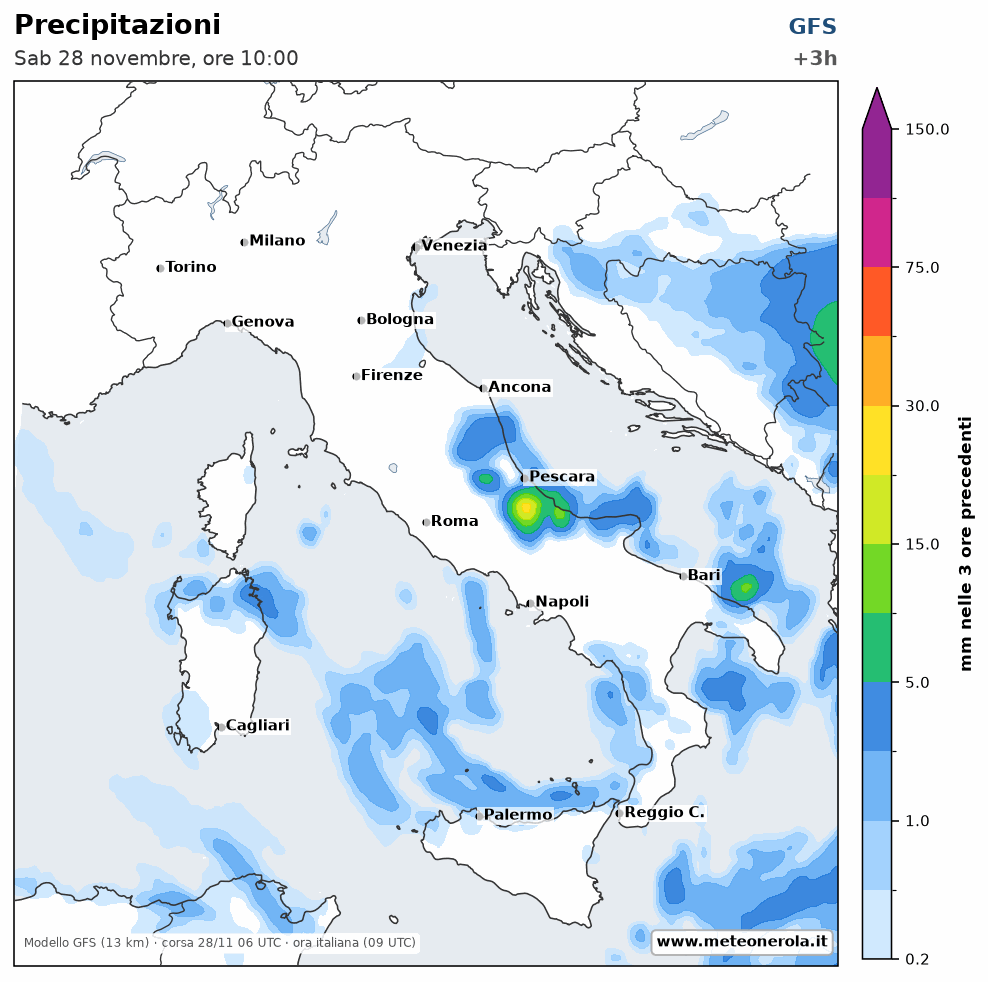 Precipitazioni
GFS
Sab 28 novembre, ore 10:00
+3h
150.0
75.0
30.0
15.0
5.0
1.0
0.2
mm nelle 3 ore precedenti
Milano
Venezia
Torino
Genova
Bologna
Firenze
Ancona
Pescara
Roma
Bari
Napoli
Cagliari
Palermo
Reggio C.
Modello GFS (13 km) · corsa 28/11 06 UTC · ora italiana (09 UTC)
www.meteonerola.it